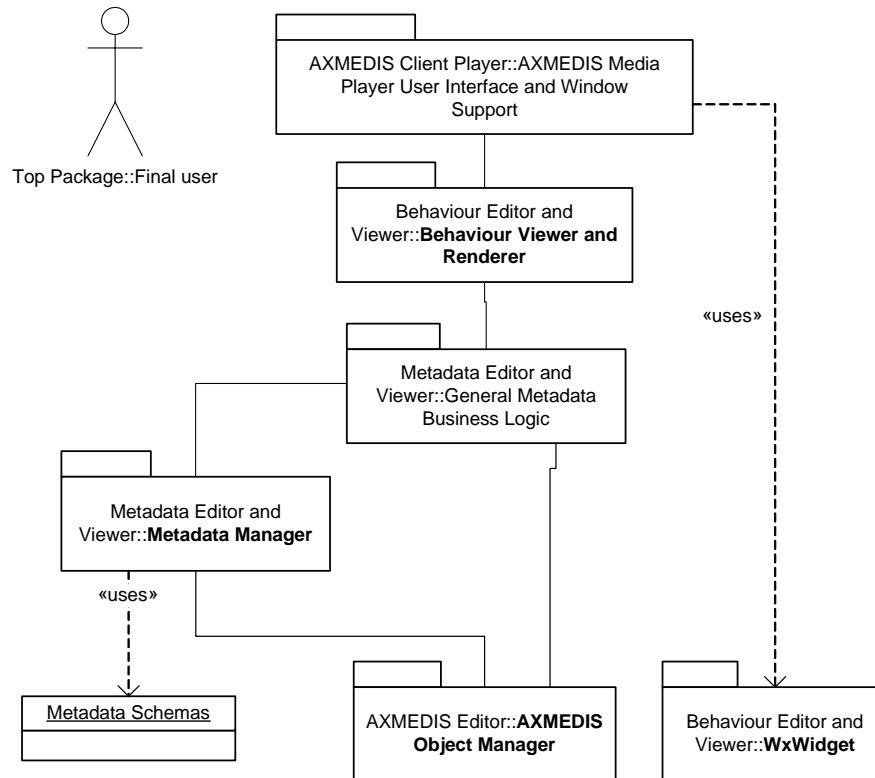 AXMEDIS Client Player::AXMEDIS Media
Player User Interface and Window
Support
Top Package::Final user
Behaviour Editor and
Viewer::Behaviour Viewer and
Renderer
«uses»
Metadata Editor and
Viewer::General Metadata
Business Logic
Metadata Editor and
Viewer::Metadata Manager
«uses»
Metadata Schemas
AXMEDIS Editor::AXMEDIS
Object Manager
Behaviour Editor and
Viewer::WxWidget